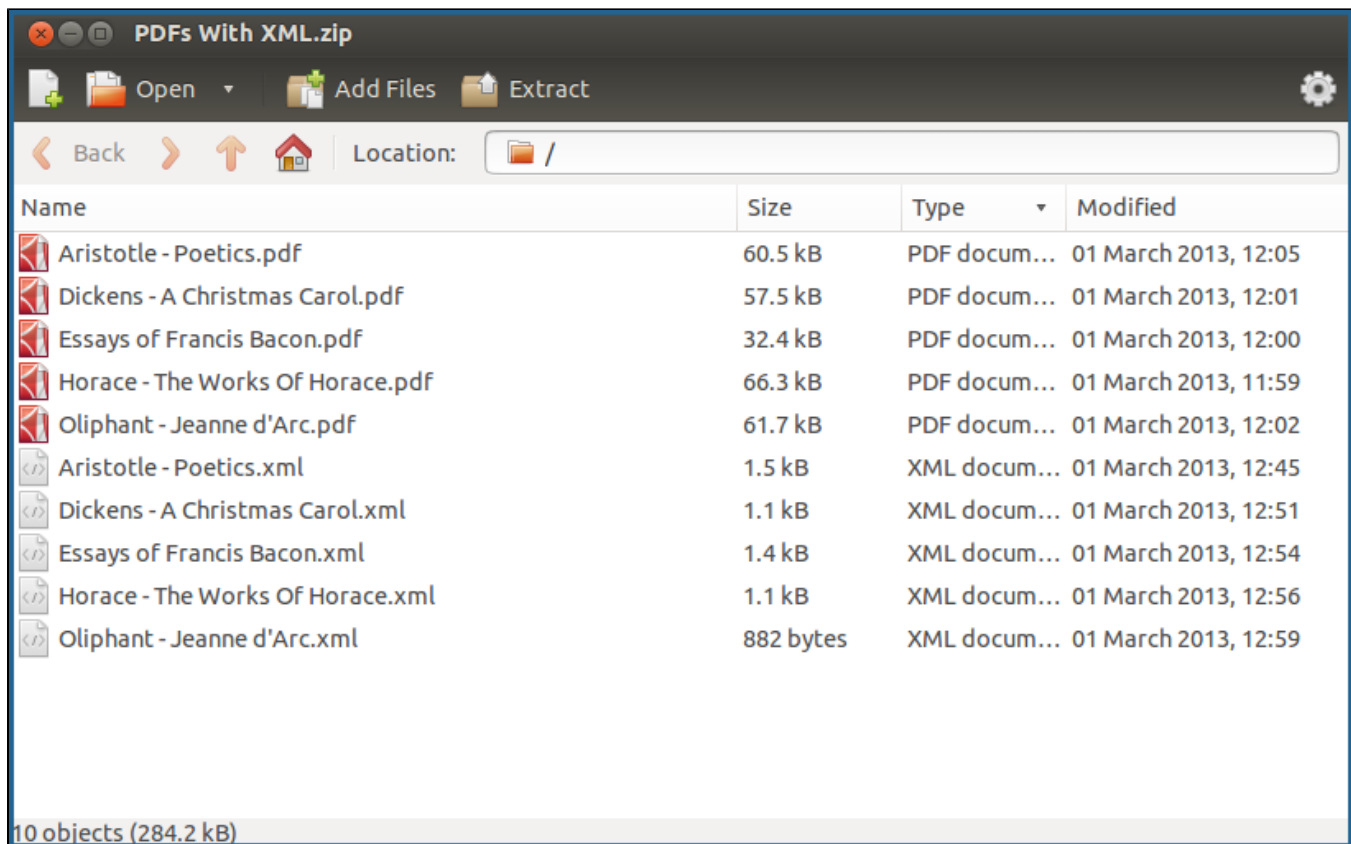 PDFs With XML.zip
Open Add Files Extract
Back Location: /
Name Size Type Modified
Aristotle - Poetics.pdf 60.5 kB PDF docum... 01 March 2013, 12:05
Dickens - A Christmas Carol.pdf 57.5 kB PDF docum... 01 March 2013, 12:01
Essays of Francis Bacon.pdf 32.4 kB PDF docum... 01 March 2013, 12:00
Horace - The Works Of Horace.pdf 66.3 kB PDF docum... 01 March 2013, 11:59
Oliphant - Jeanne d'Arc.pdf 61.7 kB PDF docum... 01 March 2013, 12:02
Aristotle - Poetics.xml 1.5 kB XML docum... 01 March 2013, 12:45
Dickens - A Christmas Carol.xml 1.1 kB XML docum... 01 March 2013, 12:51
Essays of Francis Bacon.xml 1.4 kB XML docum... 01 March 2013, 12:54
Horace - The Works Of Horace.xml 1.1 kB XML docum... 01 March 2013, 12:56
Oliphant - Jeanne d'Arc.xml 882 bytes XML docum... 01 March 2013, 12:59
10 objects (284.2 kB)